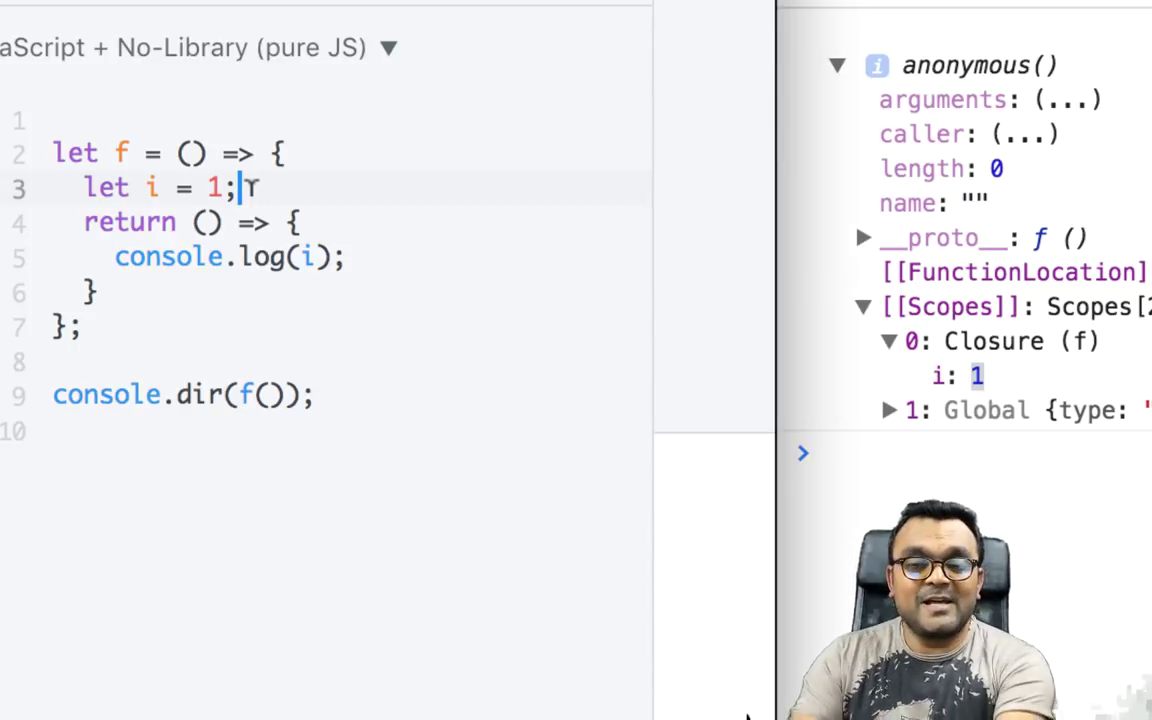 aScript + No-Library (pure JS) ▼
1
2 let f = () => {
3 let i = 1;
4 return () => {
5 console.log(i);
6 }
7 };
8
9 console.dir(f());
10
▼ i anonymous()
arguments: (...)
caller: (...)
length: 0
name: ""
▶ __proto__: ƒ ()
[[FunctionLocation]
▼ [[Scopes]]: Scopes[2
▼ 0: Closure (f)
i: 1
▶ 1: Global {type: "
>